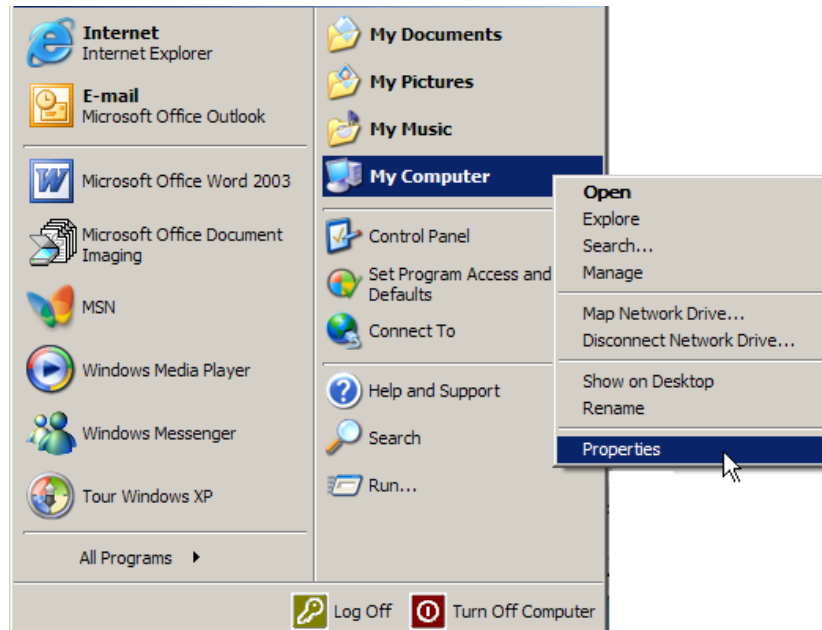 Internet
Internet Explorer
E-mail
Microsoft Office Outlook
Microsoft Office Word 2003
Microsoft Office Document
Imaging
MSN
Windows Media Player
Windows Messenger
Tour Windows XP
All Programs
My Documents
My Pictures
My Music
My Computer
Control Panel
Set Program Access and
Defaults
Connect To
Help and Support
Search
Run...
Open
Explore
Search...
Manage
Map Network Drive...
Disconnect Network Drive...
Show on Desktop
Rename
Properties
Log Off
Turn Off Computer